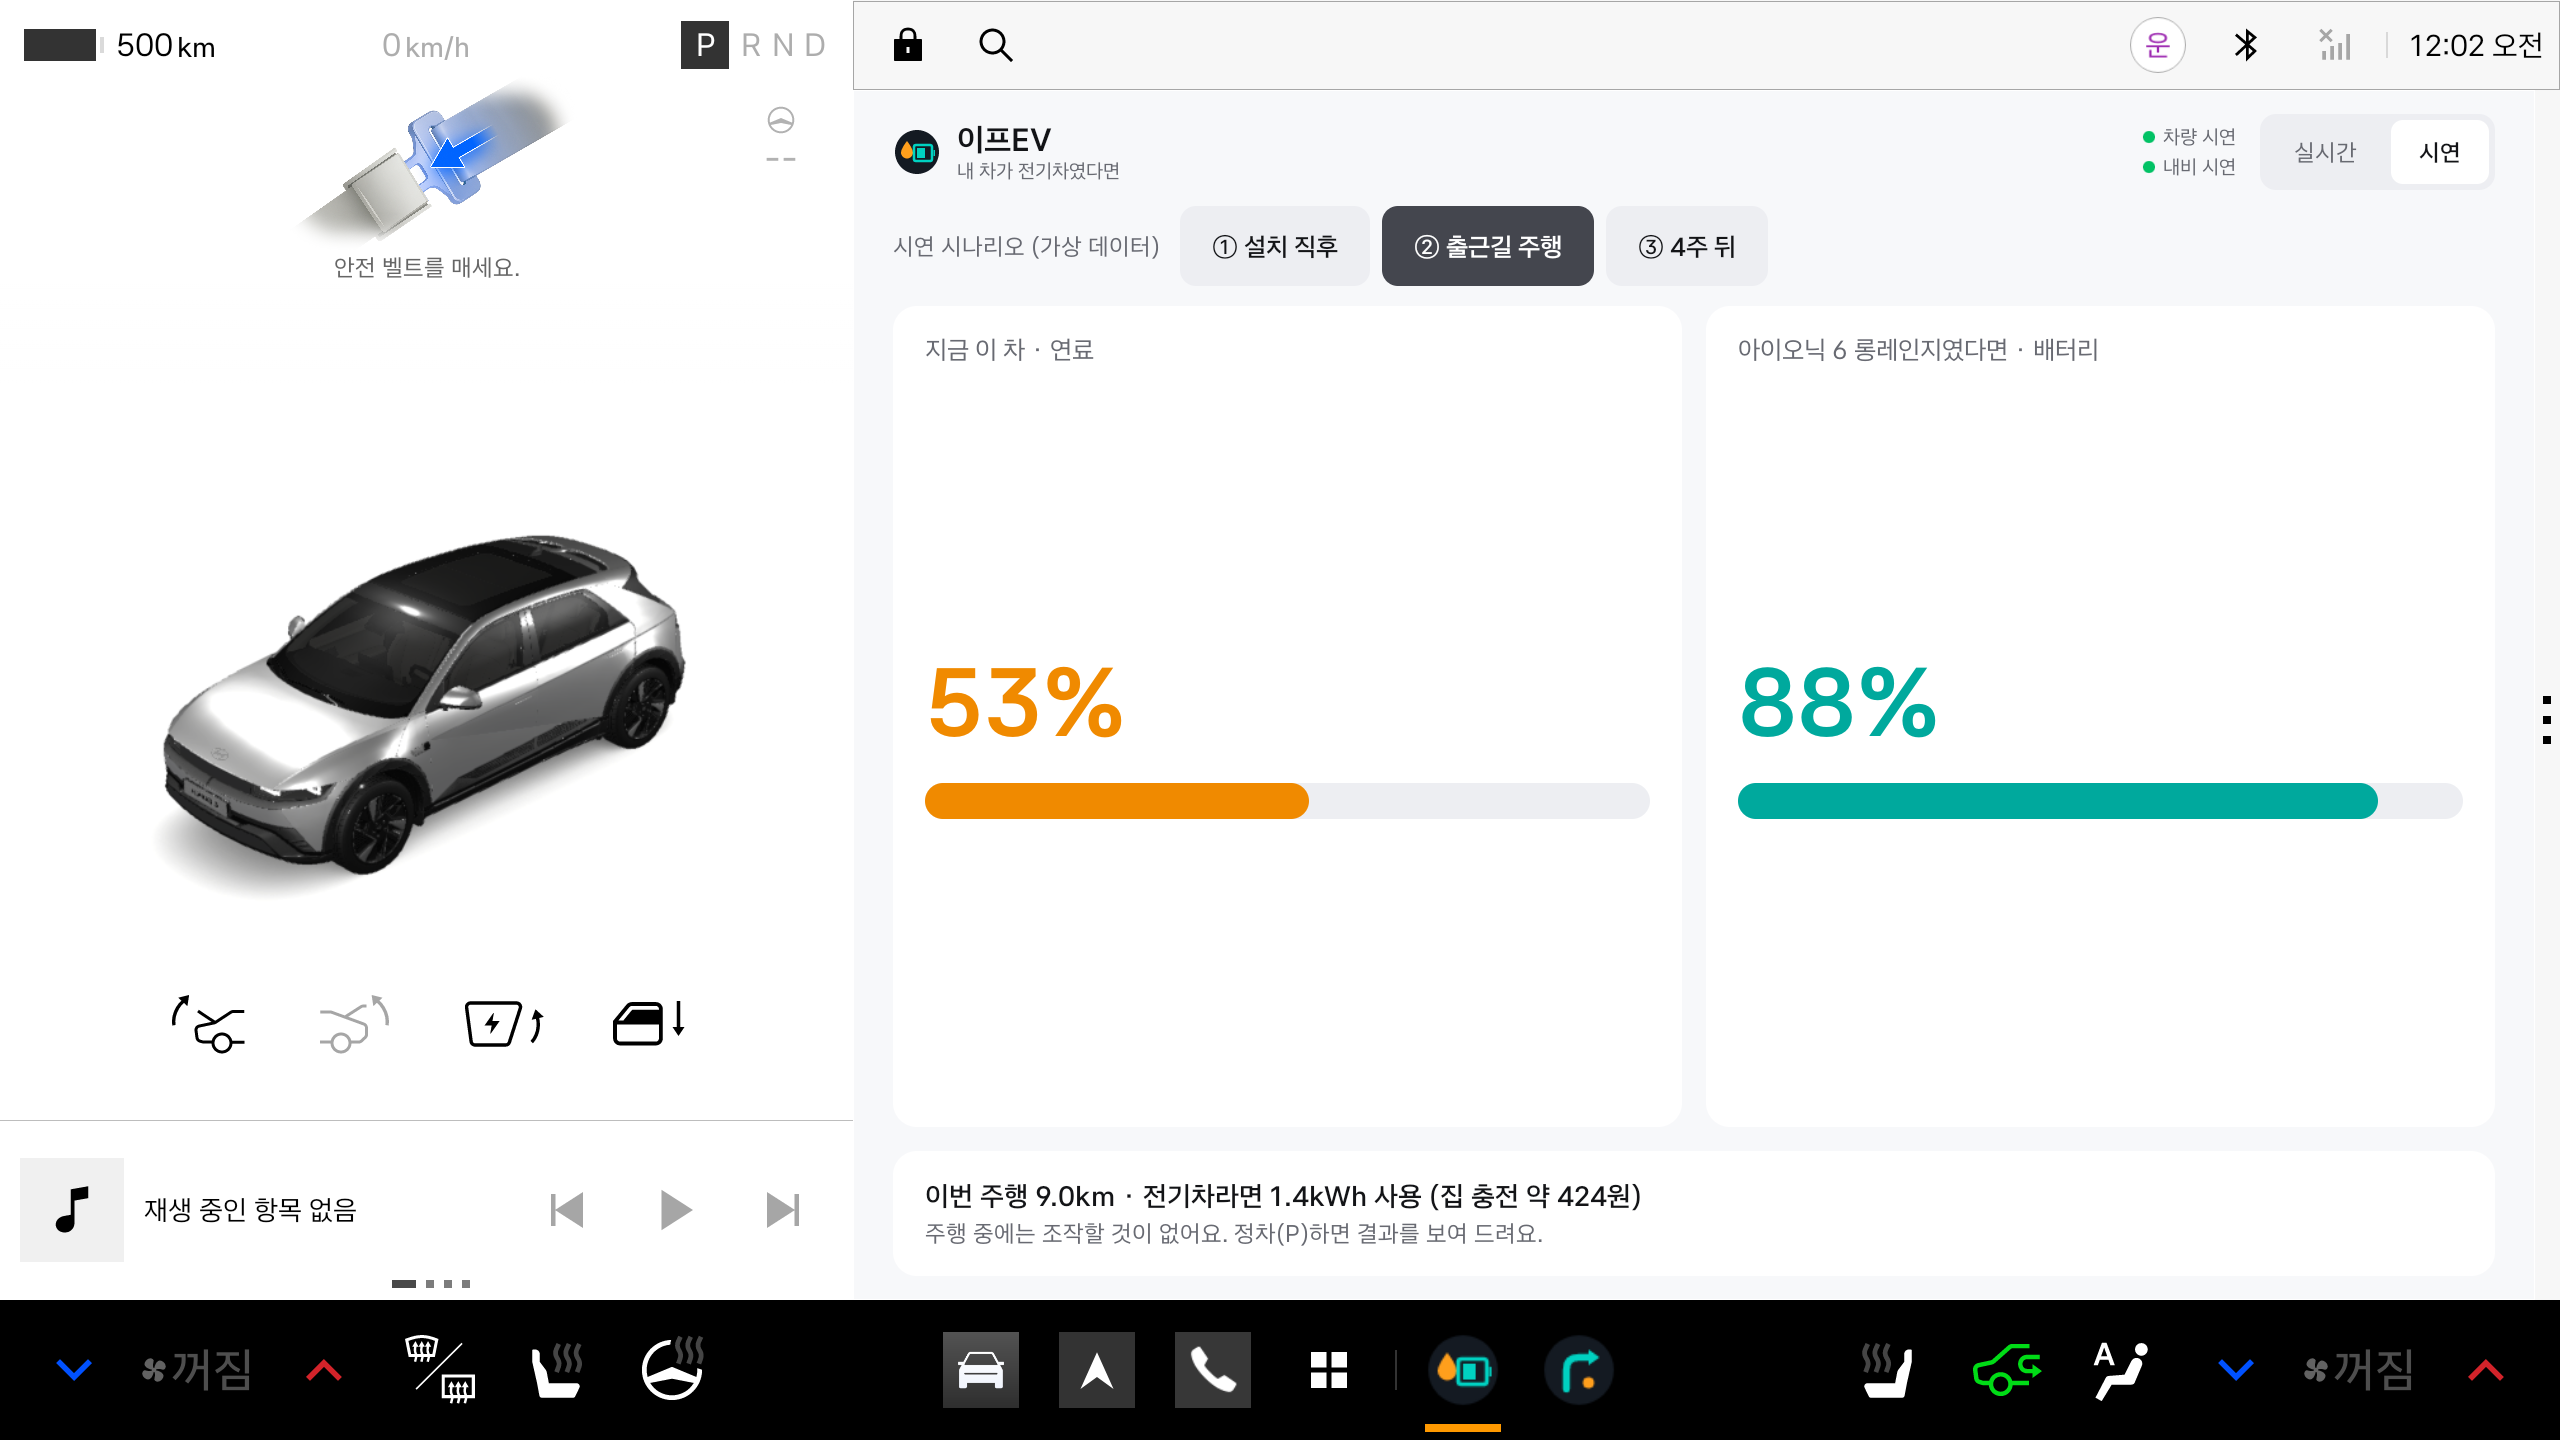 500 km
0 km/h
P R N D
운
12:02 오전
안전 벨트를 매세요.
이프EV
내 차가 전기차였다면
차량 시연
내비 시연
실시간
시연
시연 시나리오 (가상 데이터)
① 설치 직후
② 출근길 주행
③ 4주 뒤
지금 이 차 · 연료
53%
아이오닉 6 롱레인지였다면 · 배터리
88%
이번 주행 9.0km · 전기차라면 1.4kWh 사용 (집 충전 약 424원)
주행 중에는 조작할 것이 없어요. 정차(P)하면 결과를 보여 드려요.
재생 중인 항목 없음
꺼짐
A
꺼짐